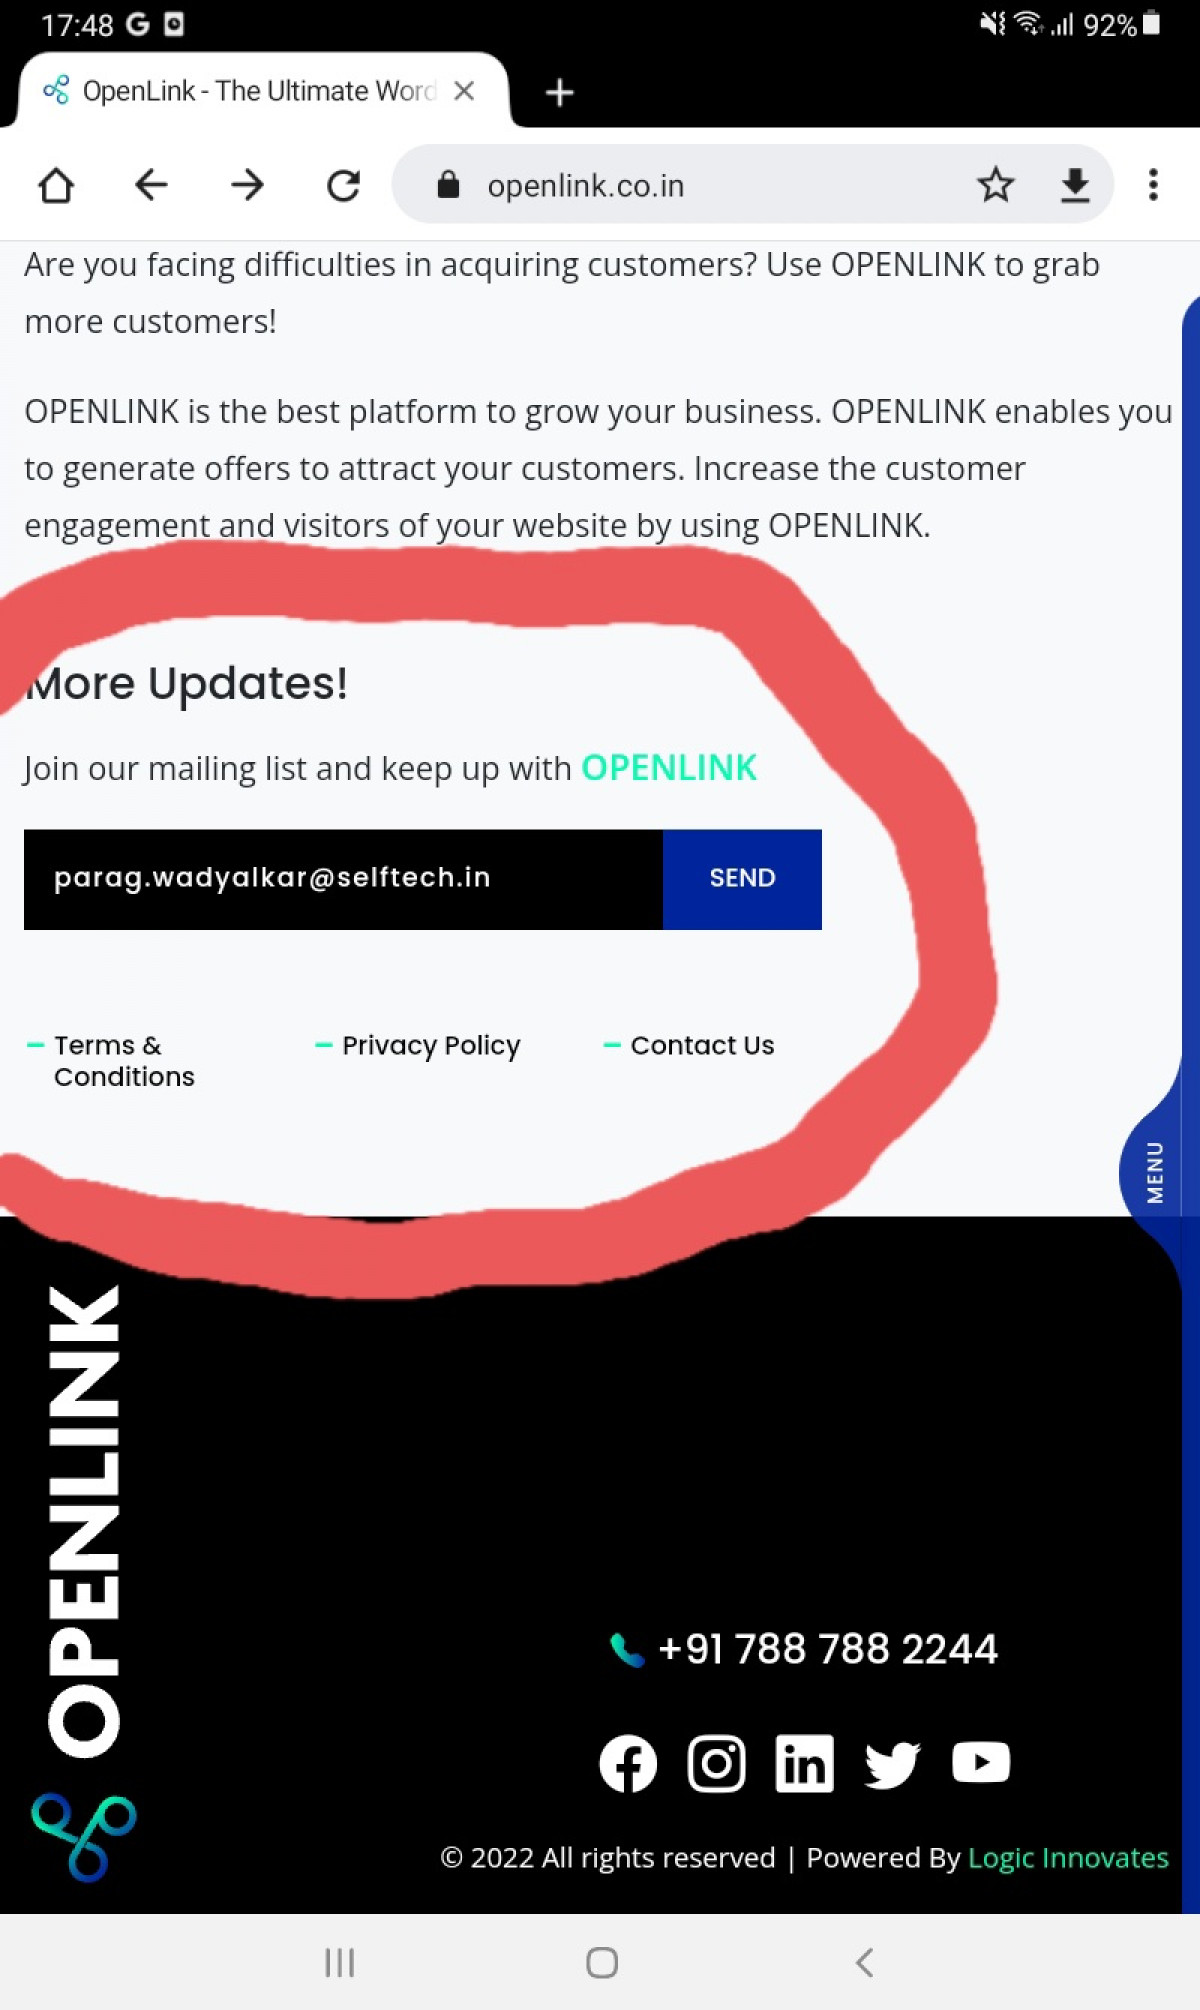 17:48
92%
OpenLink - The Ultimate Word
openlink.co.in
Are you facing difficulties in acquiring customers? Use OPENLINK to grab
more customers!
OPENLINK is the best platform to grow your business. OPENLINK enables you
to generate offers to attract your customers. Increase the customer
engagement and visitors of your website by using OPENLINK.
More Updates!
Join our mailing list and keep up with OPENLINK
parag.wadyalkar@selftech.in
SEND
Terms &
Conditions
Privacy Policy
Contact Us
MENU
OPENLINK
+91 788 788 2244
© 2022 All rights reserved | Powered By Logic Innovates